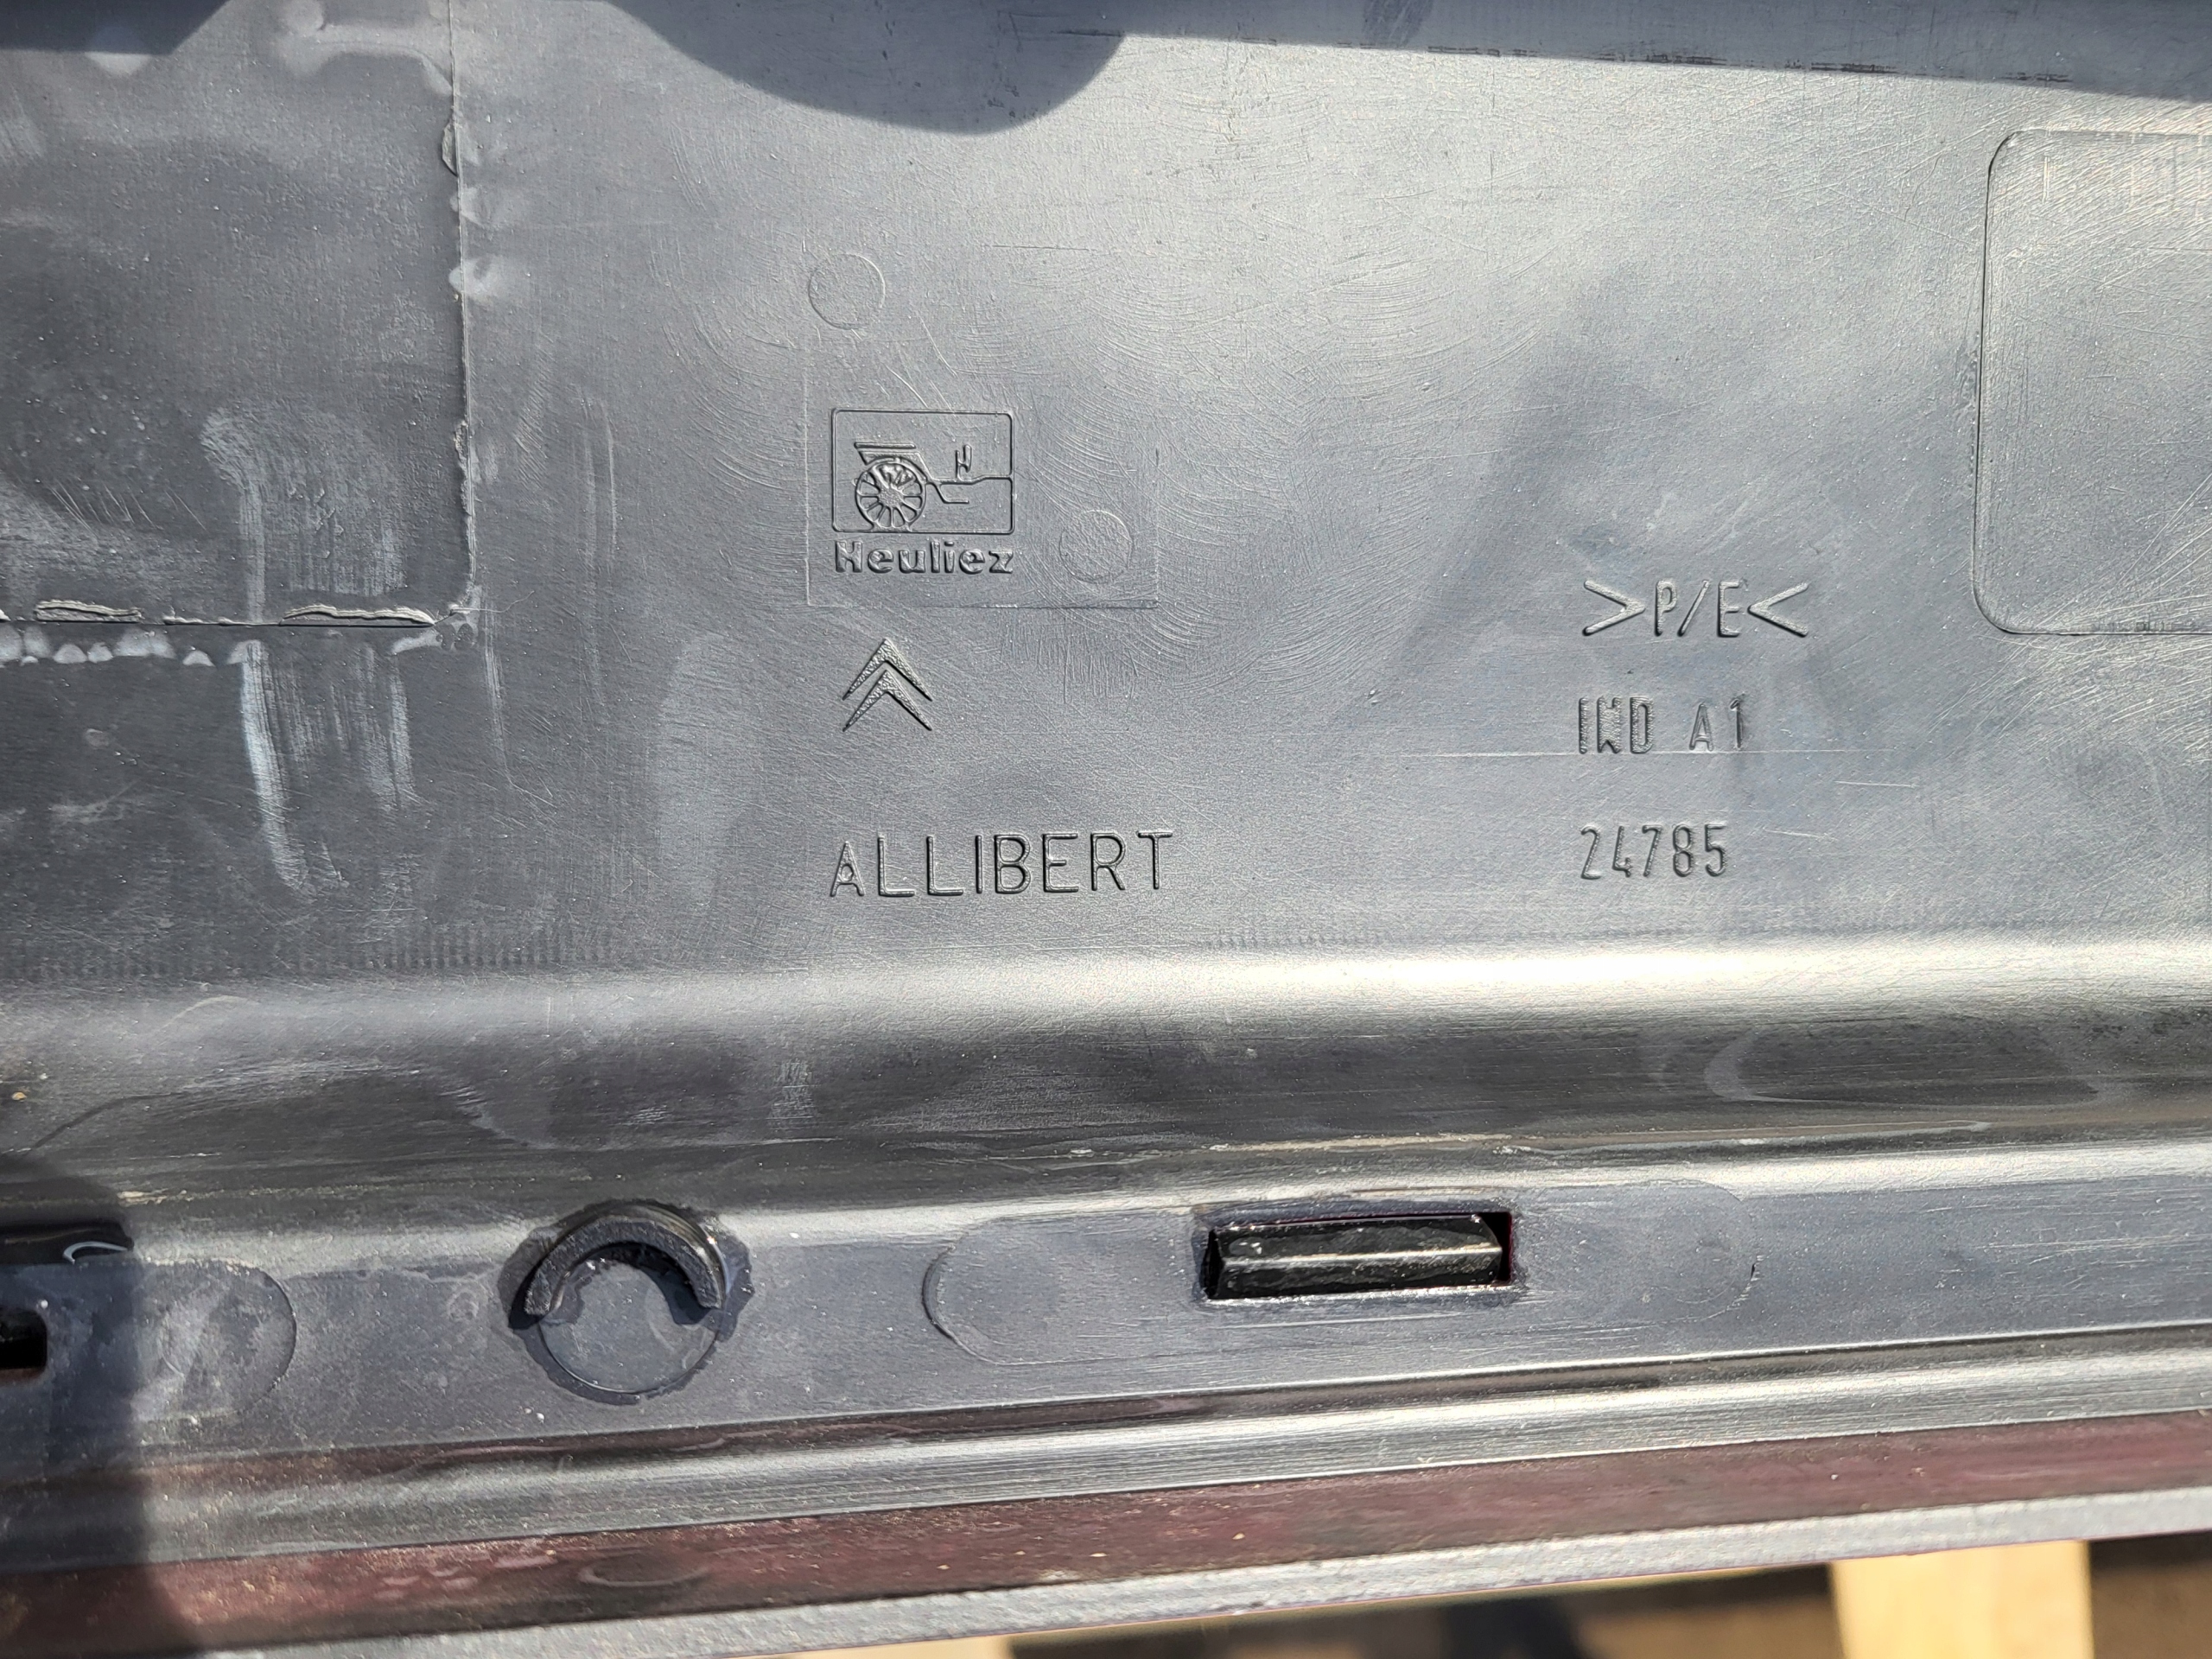 H
Heuliez
ALLIBERT
>P/E<
IND A1
24785